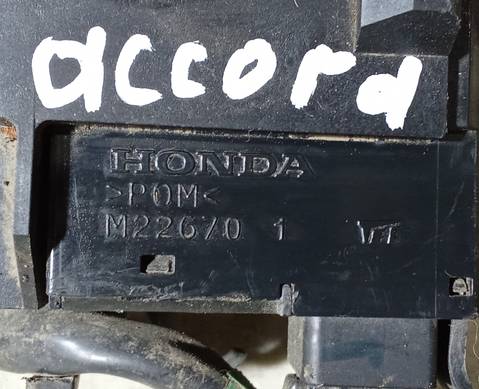 accord
HONDA
>POM<
M22670 1